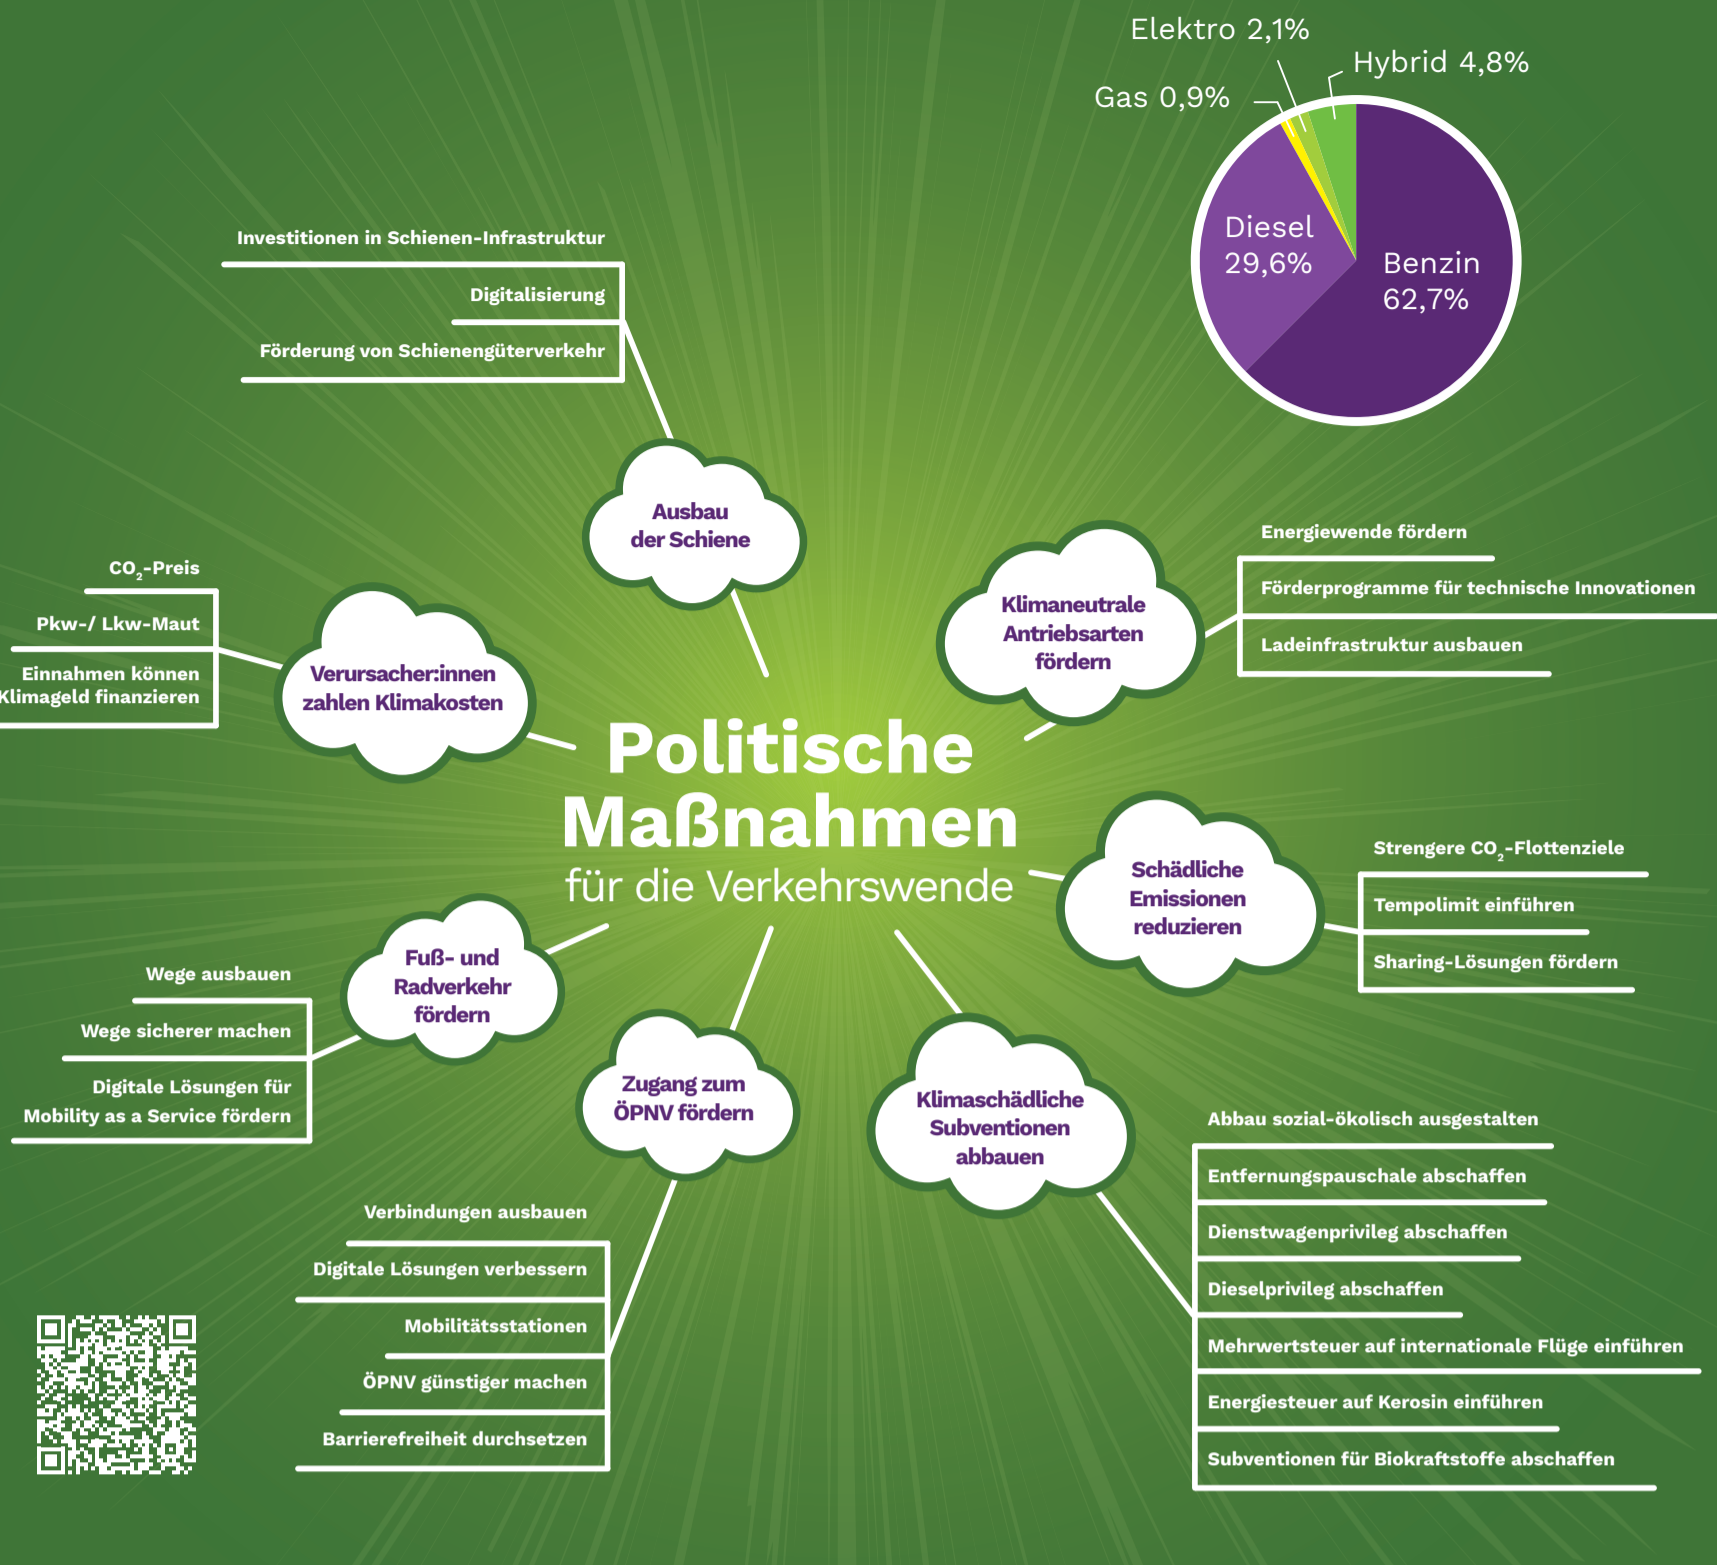 Elektro 2,1%
Hybrid 4,8%
Gas 0,9%
Diesel
29,6%
Benzin
62,7%
Investitionen in Schienen-Infrastruktur
Digitalisierung
Förderung von Schienengüterverkehr
Ausbau
der Schiene
Klimaneutrale
Antriebsarten
fördern
Energiewende fördern
Förderprogramme für technische Innovationen
Ladeinfrastruktur ausbauen
CO₂-Preis
Pkw-/ Lkw-Maut
Einnahmen können
Klimageld finanzieren
Verursacher:innen
zahlen Klimakosten
Politische
Maßnahmen
für die Verkehrswende
Schädliche
Emissionen
reduzieren
Strengere CO₂-Flottenziele
Tempolimit einführen
Sharing-Lösungen fördern
Fuß- und
Radverkehr
fördern
Wege ausbauen
Wege sicherer machen
Digitale Lösungen für
Mobility as a Service fördern
Zugang zum
ÖPNV fördern
Verbindungen ausbauen
Digitale Lösungen verbessern
Mobilitätsstationen
ÖPNV günstiger machen
Barrierefreiheit durchsetzen
Klimaschädliche
Subventionen
abbauen
Abbau sozial-ökolisch ausgestalten
Entfernungspauschale abschaffen
Dienstwagenprivileg abschaffen
Dieselprivileg abschaffen
Mehrwertsteuer auf internationale Flüge einführen
Energiesteuer auf Kerosin einführen
Subventionen für Biokraftstoffe abschaffen